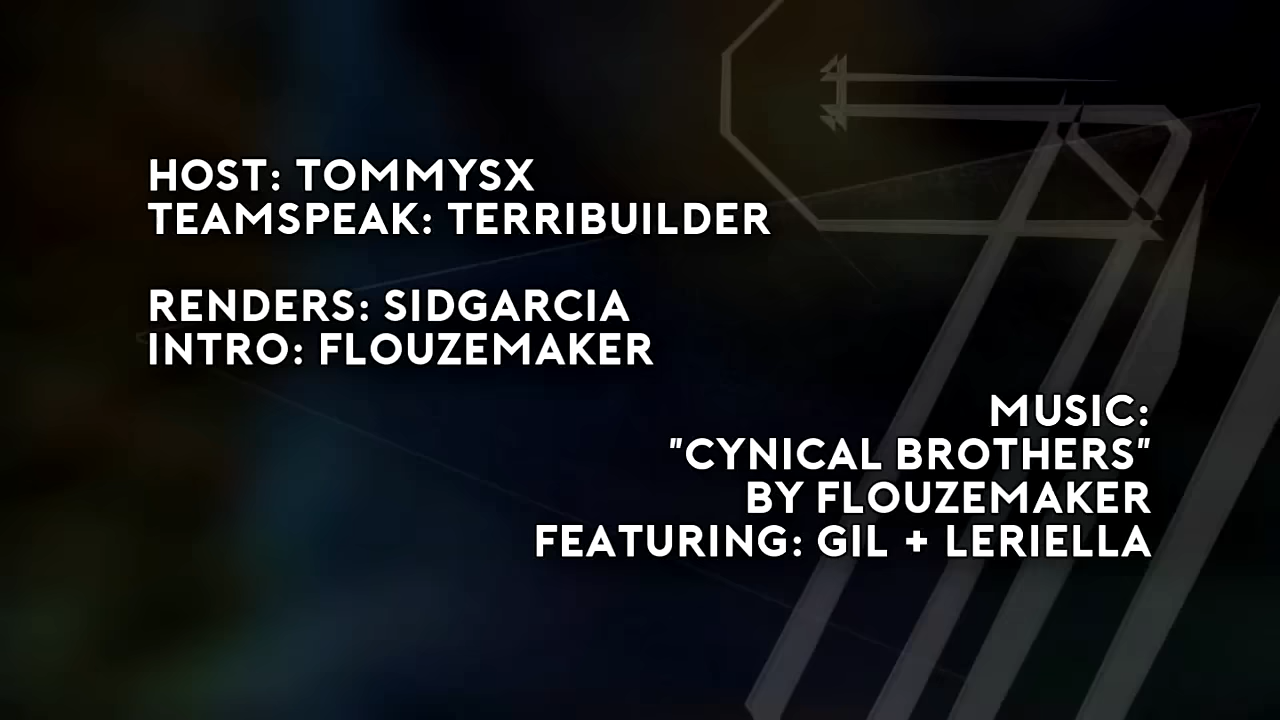 HOST: TOMMYSX
TEAMSPEAK: TERRIBUILDER
RENDERS: SIDGARCIA
INTRO: FLOUZEMAKER
MUSIC:
"CYNICAL BROTHERS"
BY FLOUZEMAKER
FEATURING: GIL + LERIELLA